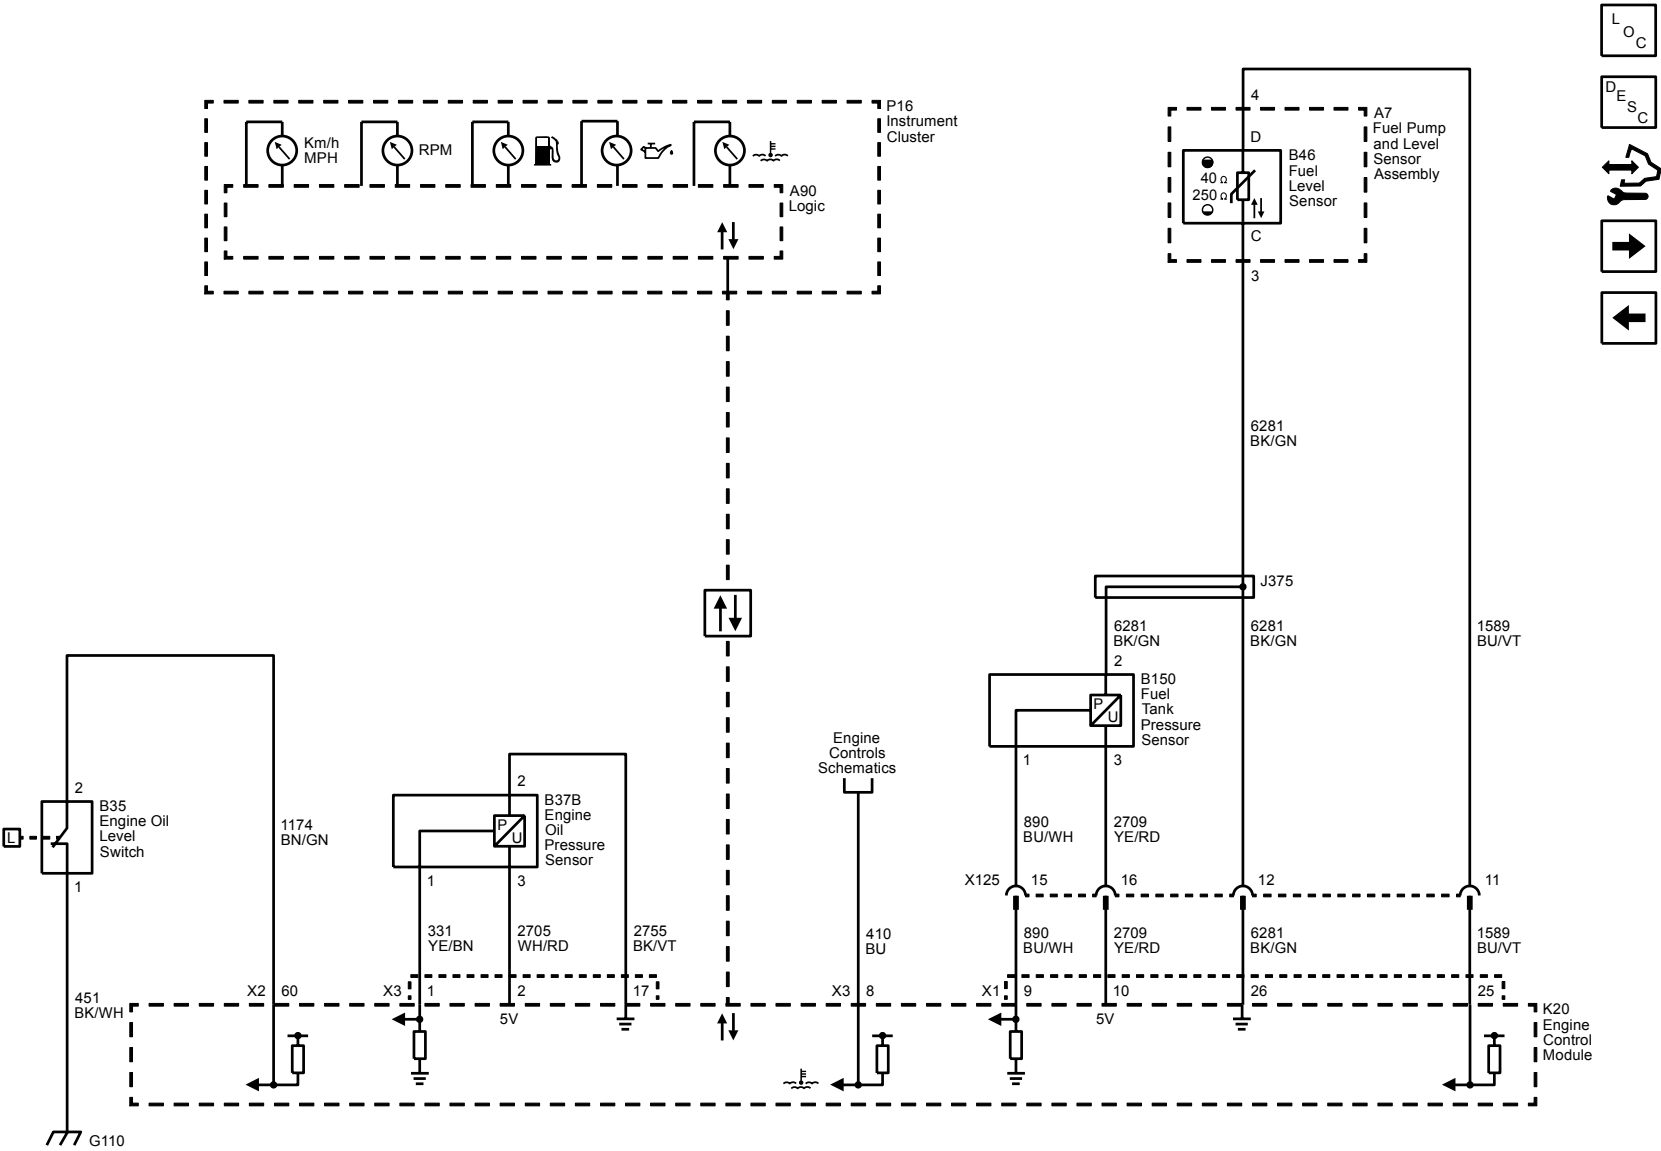 L
O
C
D
E
S
C
P16
Instrument
Cluster
Km/h
MPH
RPM
A90
Logic
4
A7
Fuel Pump
and Level
Sensor
Assembly
D
B46
Fuel
Level
Sensor
40 Ω
250 Ω
C
3
6281
BK/GN
J375
6281
BK/GN
6281
BK/GN
1589
BU/VT
2
B150
Fuel
Tank
Pressure
Sensor
P
U
1
3
Engine
Controls
Schematics
2
B35
Engine Oil
Level
Switch
L
1
1174
BN/GN
2
B37B
Engine
Oil
Pressure
Sensor
P
U
1
3
890
BU/WH
2709
YE/RD
X125
15
16
12
11
331
YE/BN
2705
WH/RD
2755
BK/VT
410
BU
890
BU/WH
2709
YE/RD
6281
BK/GN
1589
BU/VT
451
BK/WH
X2
60
X3
1
2
17
X3
8
X1
9
10
26
25
5V
5V
K20
Engine
Control
Module
G110